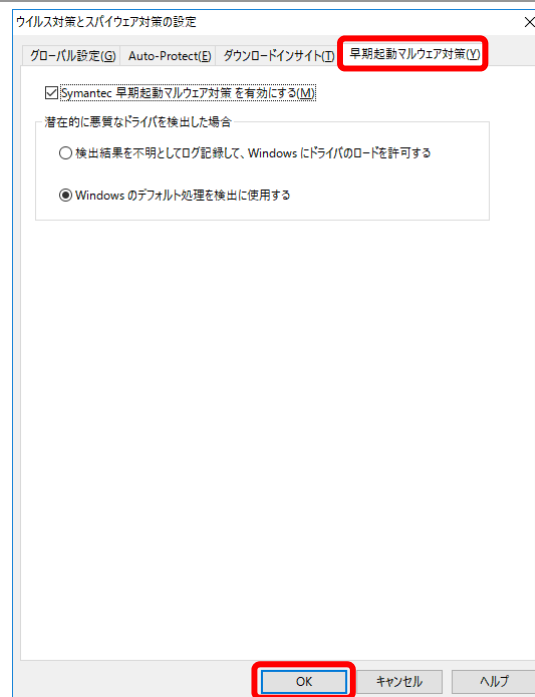 ウイルス対策とスパイウェア対策の設定
グローバル設定(G) Auto-Protect(E) ダウンロードインサイト(T) 早期起動マルウェア対策(Y)
Symantec 早期起動マルウェア対策 を有効にする(M)
潜在的に悪質なドライバを検出した場合
検出結果を不明としてログ記録して、Windows にドライバのロードを許可する
Windows のデフォルト処理を検出に使用する
OK キャンセル ヘルプ